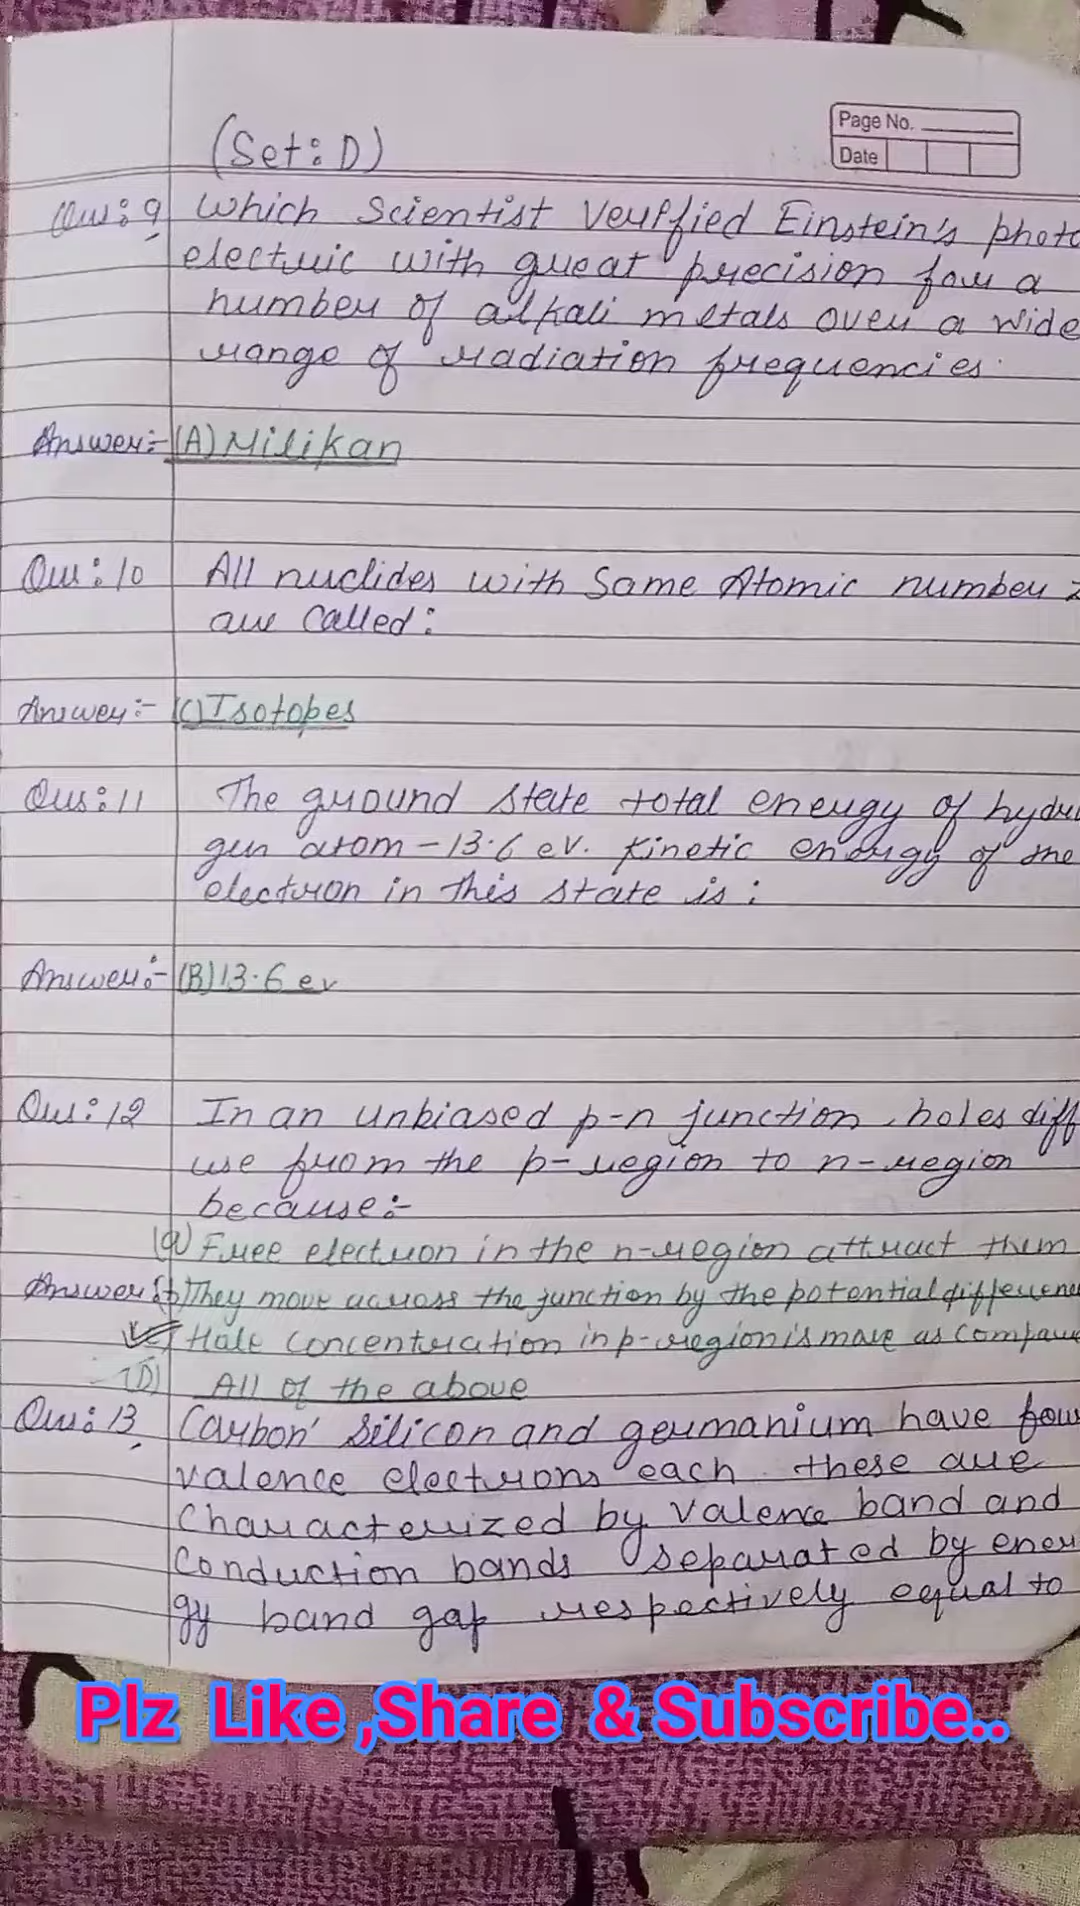 (Set: D)
Page No.
Date
Qus: 9 Which Scientist Verified Einstein's photo
electric with great precision for a
number of alkali metals over a wide
range of radiation frequencies.
Answer:- (A) Milikan
Qus: 10 All nuclides with Same Atomic number Z
are called:
Answer:- (C) Isotopes
Qus: 11 The ground state total energy of hydro
gen atom -13.6 eV. Kinetic energy of the
electron in this state is:
Answer:- (B) 13.6 ev
Qus: 12 In an unbiased p-n junction, holes diff
use from the p-region to n-region
because:-
(a) Free electron in the n-region attract them
Answer (b) They move across the junction by the potential difference
Hole concentration in p-region is more as compare
(D) All of the above
Qus: 13 Carbon' Silicon and germanium have four
valence electrons each. these are
Characterized by Valence band and
Conduction bands separated by ener
gy band gap respectively equal to
Plz Like ,Share & Subscribe..